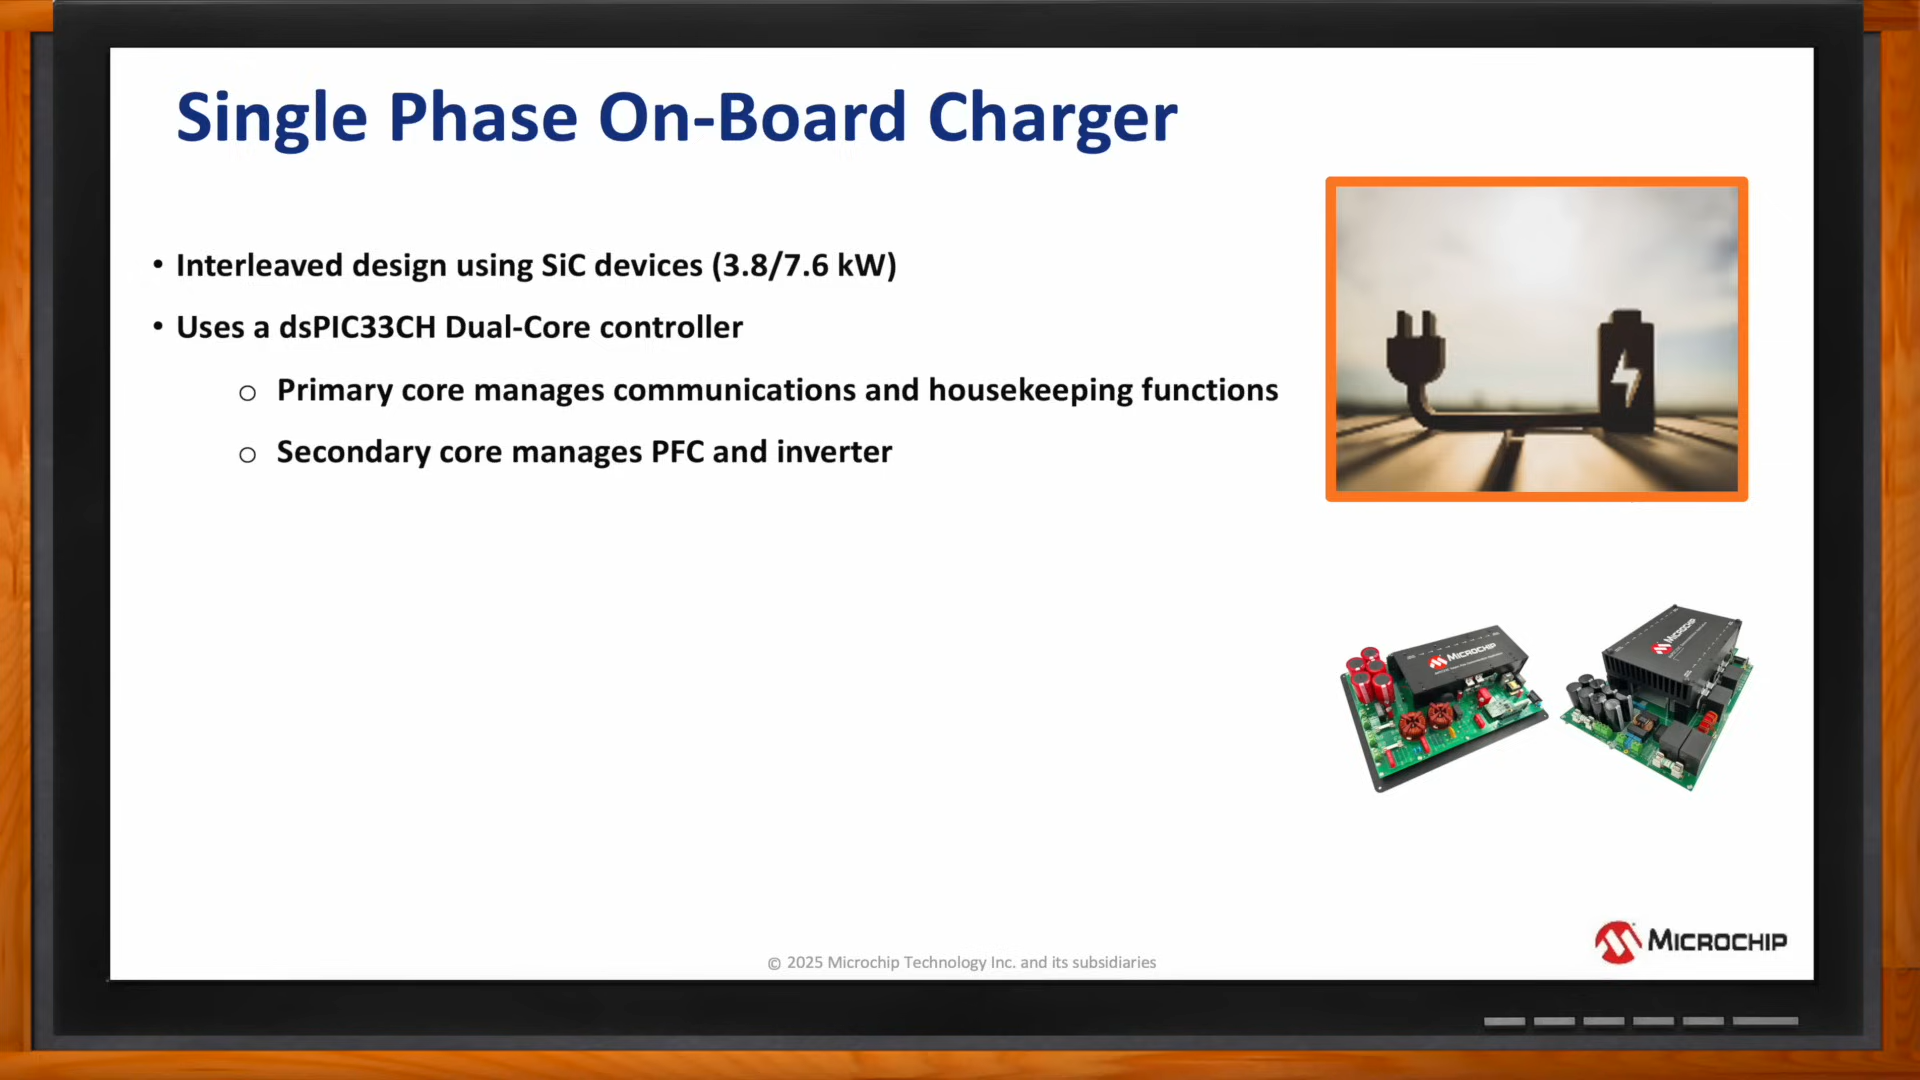 Single Phase On-Board Charger
• Interleaved design using SiC devices (3.8/7.6 kW)
• Uses a dsPIC33CH Dual-Core controller
○ Primary core manages communications and housekeeping functions
○ Secondary core manages PFC and inverter
MICROCHIP
MICROCHIP
MICROCHIP
© 2025 Microchip Technology Inc. and its subsidiaries